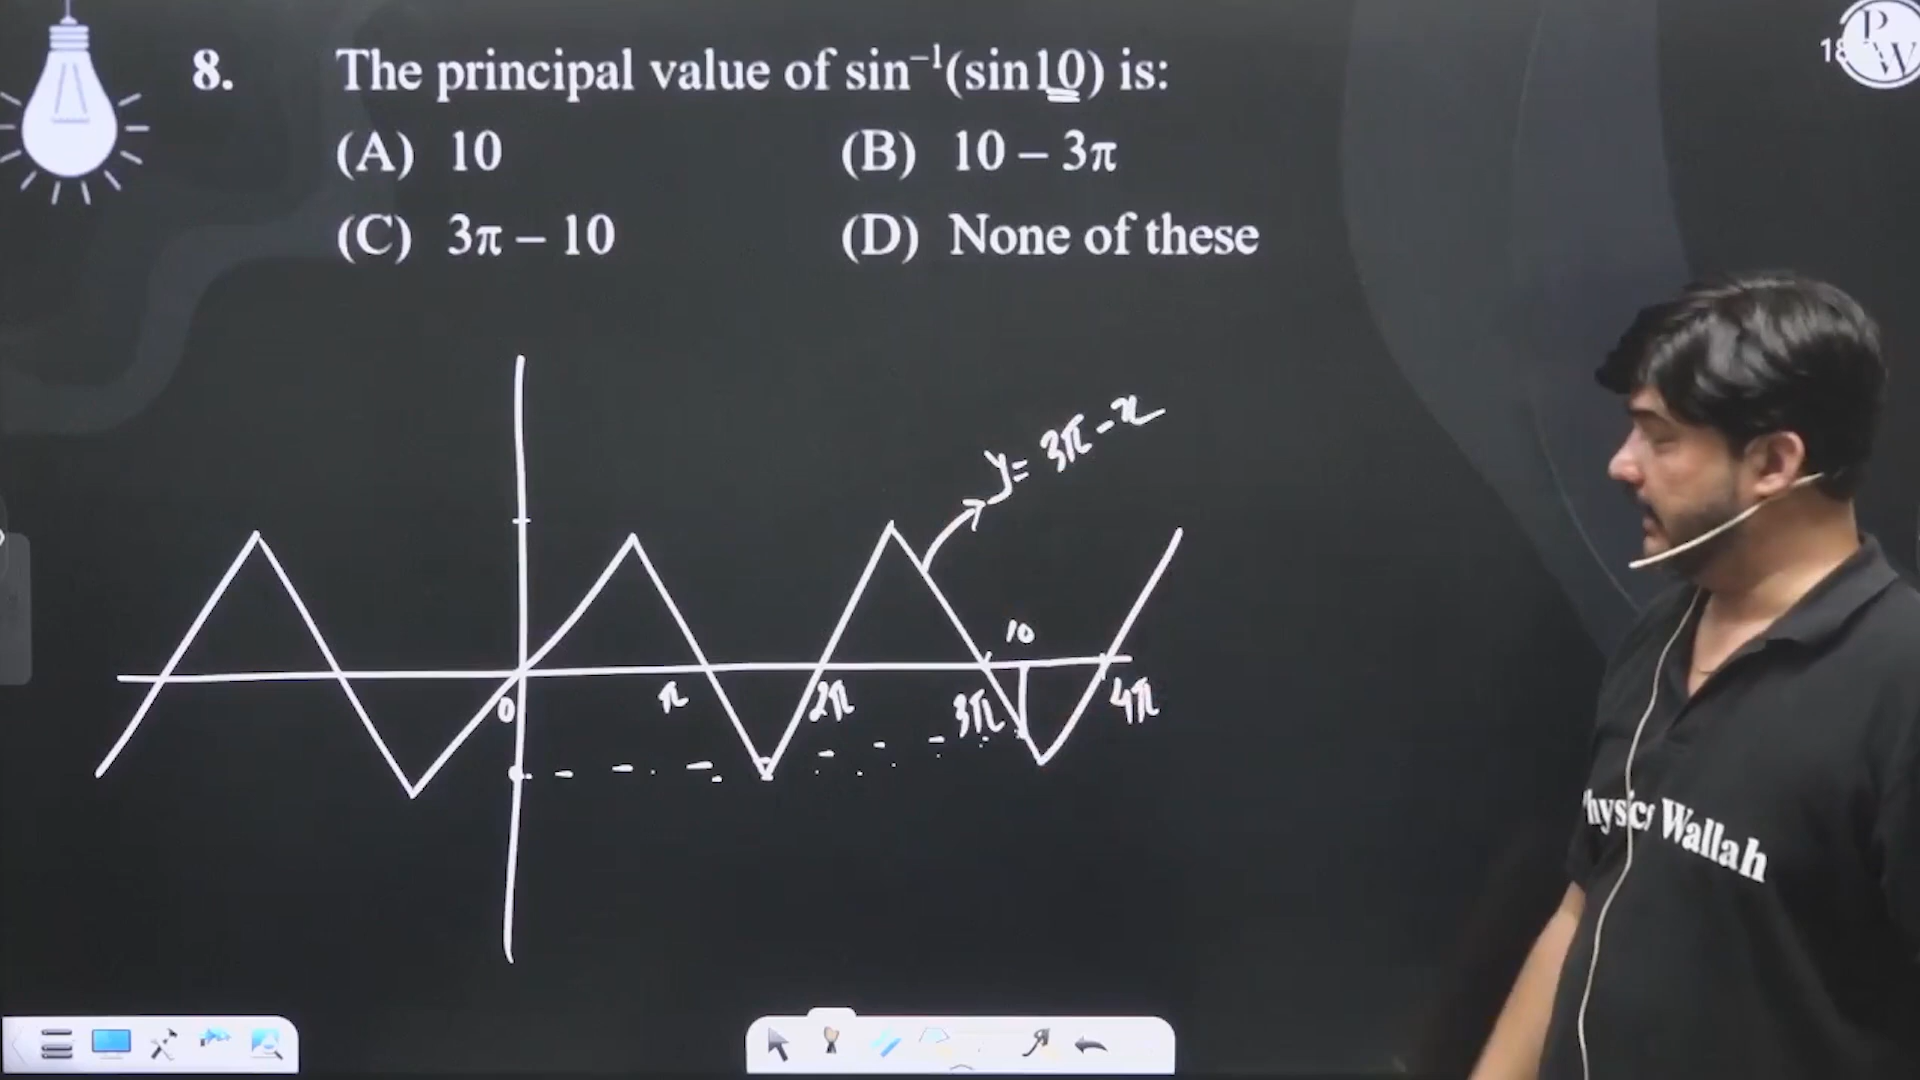 8. The principal value of sin⁻¹(sin10) is:
(A) 10 (B) 10 – 3π
(C) 3π – 10 (D) None of these
PW
y = 3π - x
10
0 π 2π 3π 4π
Physics Wallah